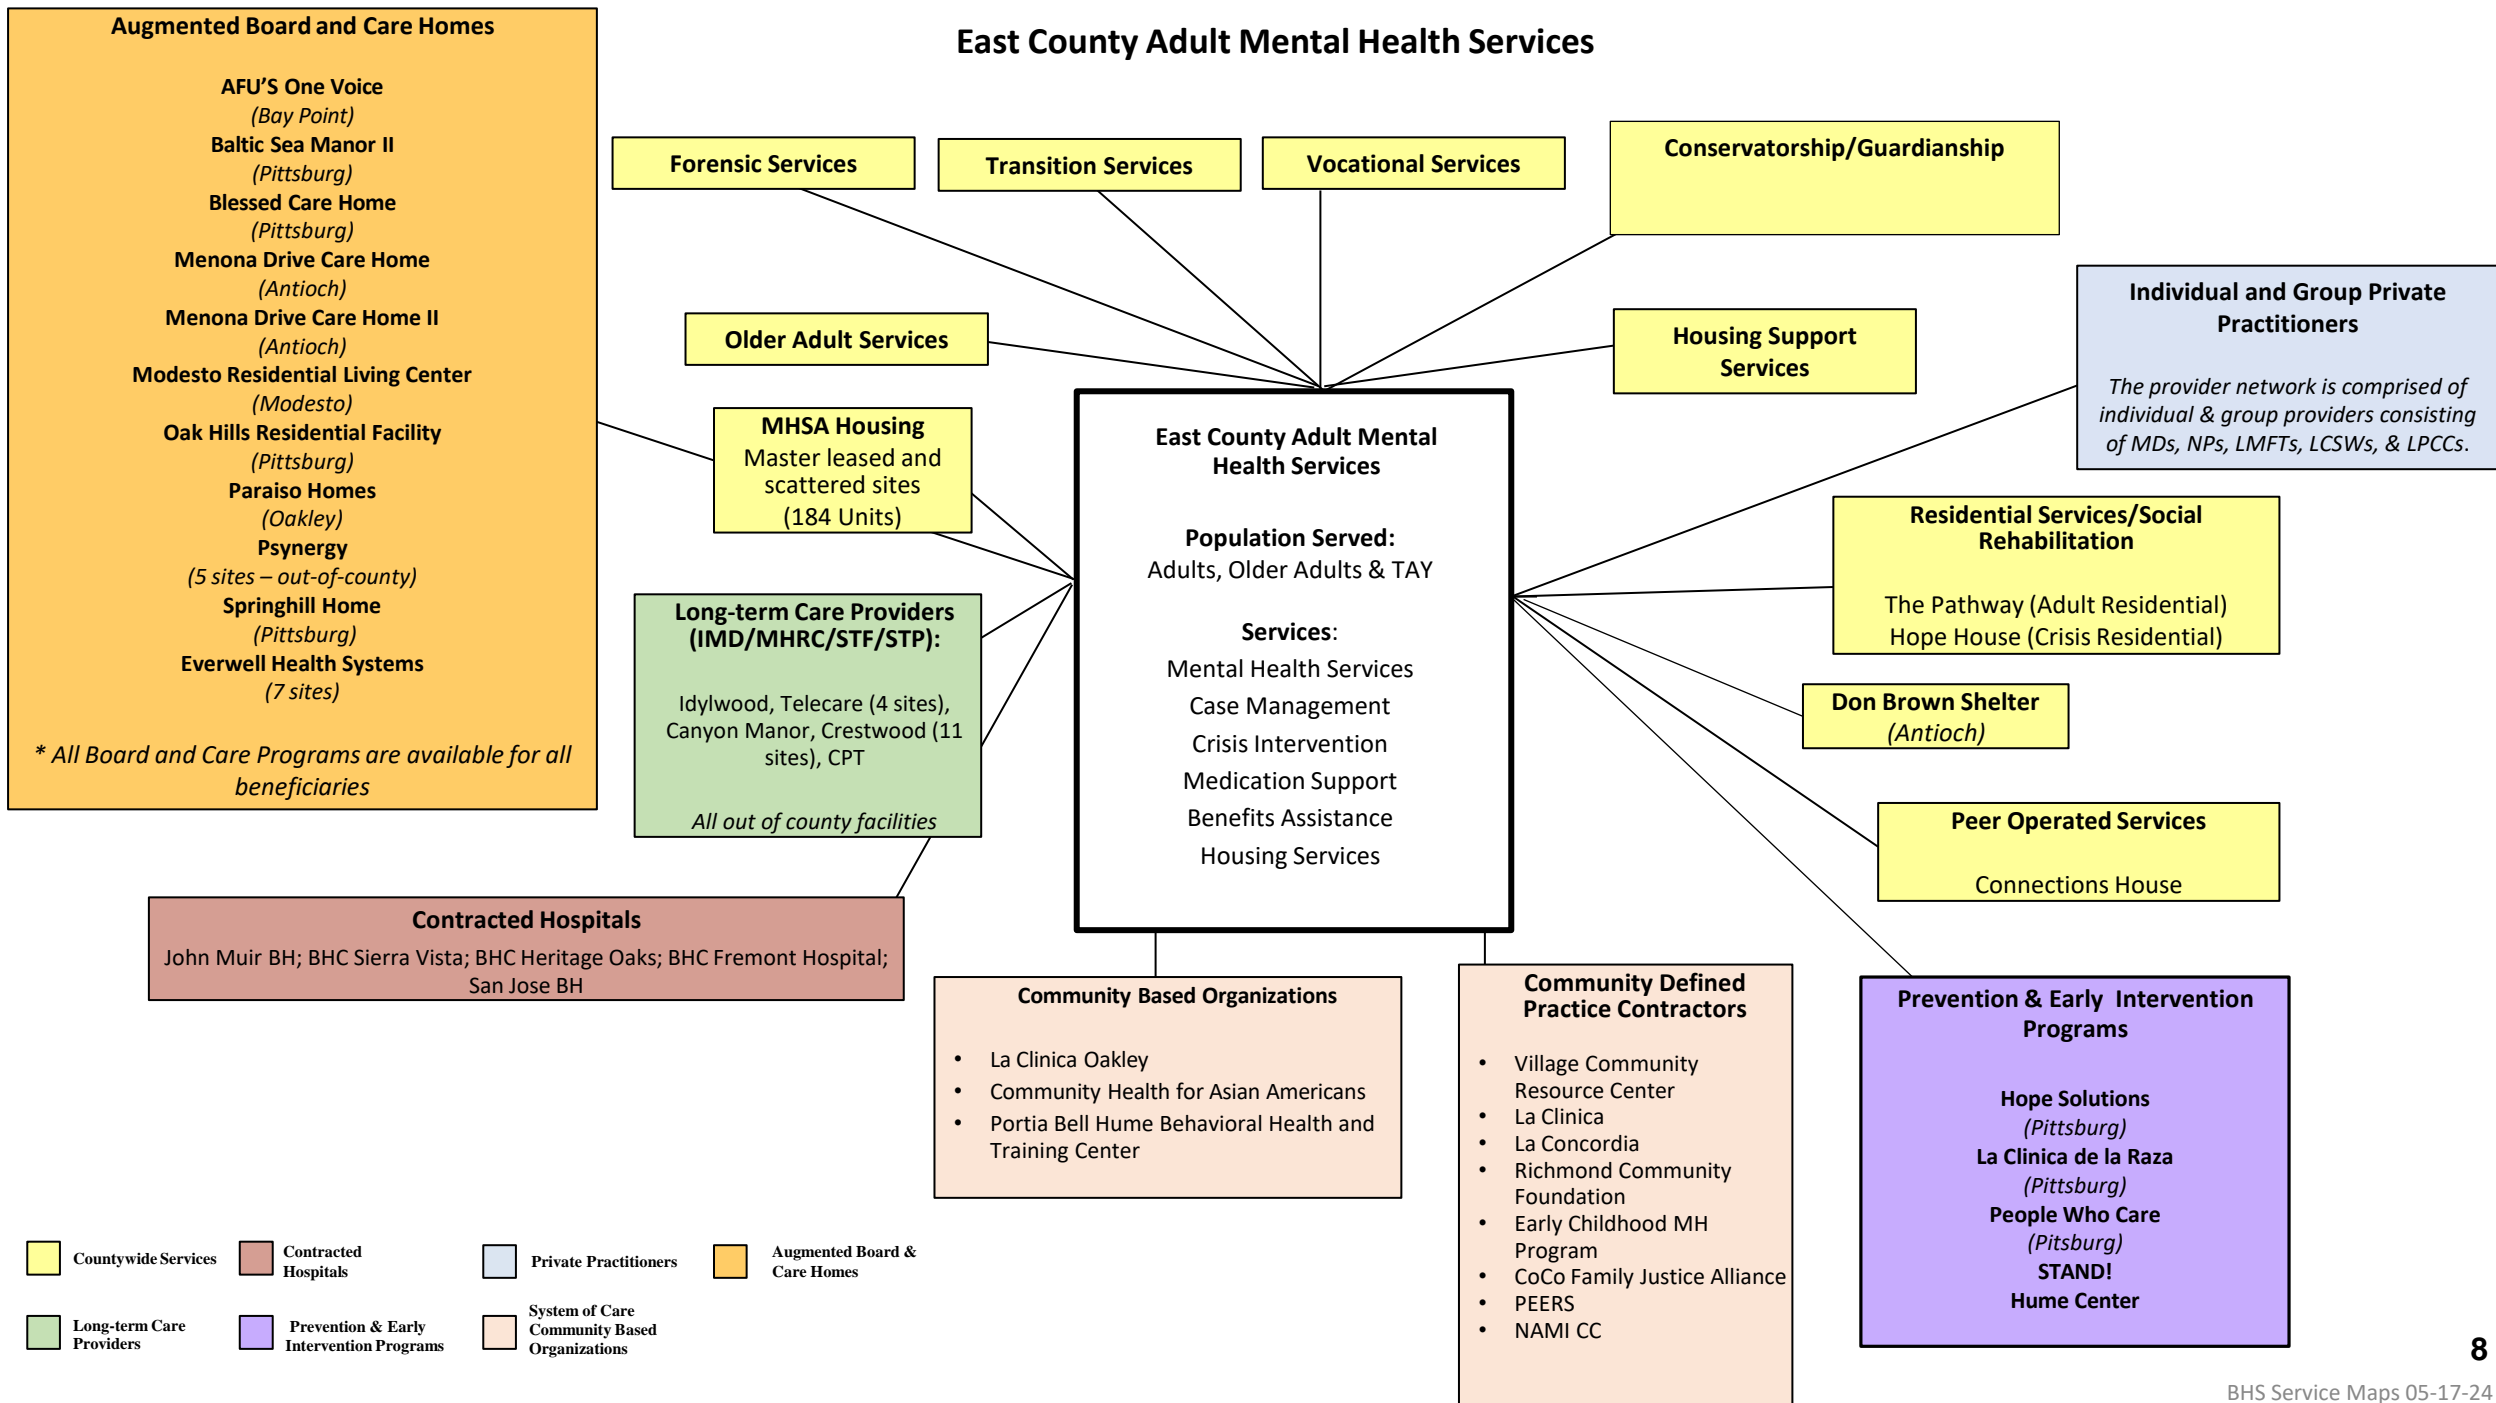 East County Adult Mental Health Services
Augmented Board and Care Homes
AFU'S One Voice
(Bay Point)
Baltic Sea Manor II
(Pittsburg)
Blessed Care Home
(Pittsburg)
Menona Drive Care Home
(Antioch)
Menona Drive Care Home II
(Antioch)
Modesto Residential Living Center
(Modesto)
Oak Hills Residential Facility
(Pittsburg)
Paraiso Homes
(Oakley)
Psynergy
(5 sites – out-of-county)
Springhill Home
(Pittsburg)
Everwell Health Systems
(7 sites)
* All Board and Care Programs are available for all
beneficiaries
Forensic Services
Transition Services
Vocational Services
Conservatorship/Guardianship
Older Adult Services
Housing Support
Services
Individual and Group Private
Practitioners
The provider network is comprised of
individual & group providers consisting
of MDs, NPs, LMFTs, LCSWs, & LPCCs.
MHSA Housing
Master leased and
scattered sites
(184 Units)
East County Adult Mental
Health Services
Population Served:
Adults, Older Adults & TAY
Services:
Mental Health Services
Case Management
Crisis Intervention
Medication Support
Benefits Assistance
Housing Services
Residential Services/Social
Rehabilitation
The Pathway (Adult Residential)
Hope House (Crisis Residential)
Long-term Care Providers
(IMD/MHRC/STF/STP):
Idylwood, Telecare (4 sites),
Canyon Manor, Crestwood (11
sites), CPT
All out of county facilities
Don Brown Shelter
(Antioch)
Peer Operated Services
Connections House
Contracted Hospitals
John Muir BH; BHC Sierra Vista; BHC Heritage Oaks; BHC Fremont Hospital;
San Jose BH
Community Based Organizations
• La Clinica Oakley
• Community Health for Asian Americans
• Portia Bell Hume Behavioral Health and
Training Center
Community Defined
Practice Contractors
• Village Community
Resource Center
• La Clinica
• La Concordia
• Richmond Community
Foundation
• Early Childhood MH
Program
• CoCo Family Justice Alliance
• PEERS
• NAMI CC
Prevention & Early Intervention
Programs
Hope Solutions
(Pittsburg)
La Clinica de la Raza
(Pittsburg)
People Who Care
(Pitsburg)
STAND!
Hume Center
Countywide Services
Contracted
Hospitals
Private Practitioners
Augmented Board &
Care Homes
Long-term Care
Providers
Prevention & Early
Intervention Programs
System of Care
Community Based
Organizations
8
BHS Service Maps 05-17-24